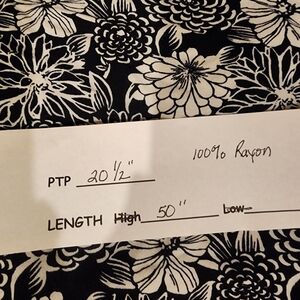 100% Rayon
PTP 20 ½"
LENGTH High 50" Low